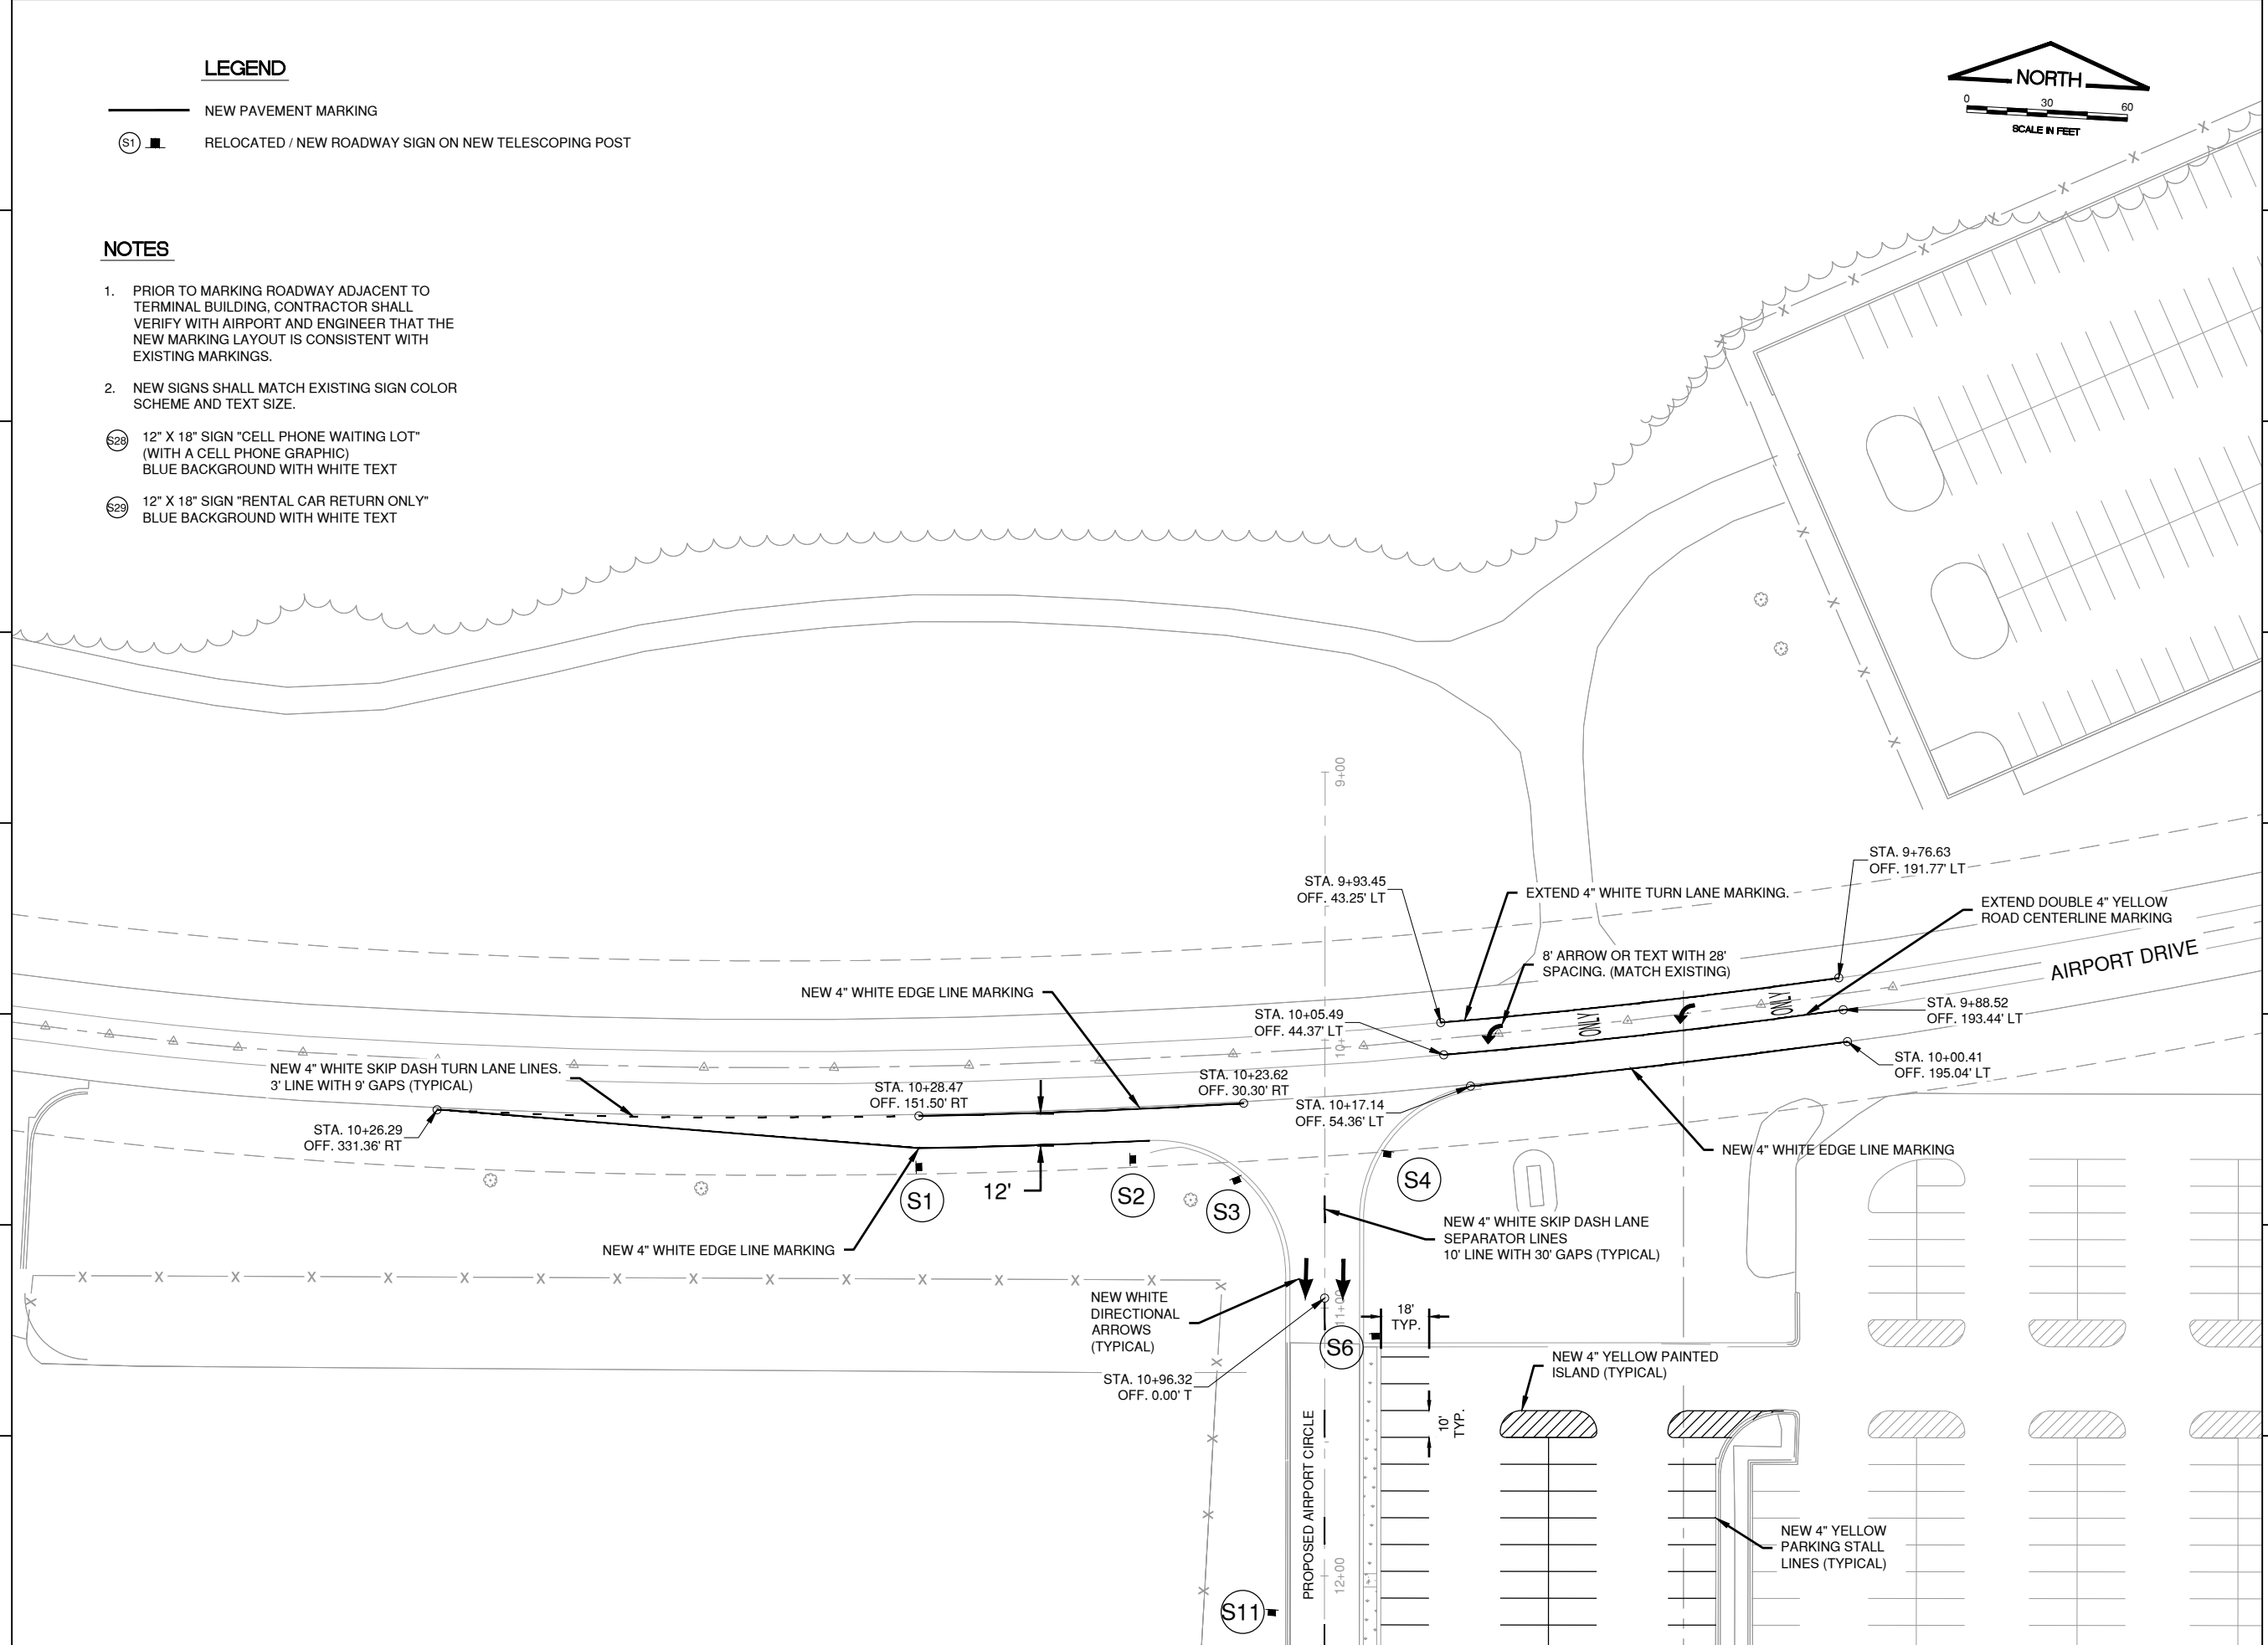 LEGEND
NEW PAVEMENT MARKING
S1
RELOCATED / NEW ROADWAY SIGN ON NEW TELESCOPING POST
NORTH
0 30 60
SCALE IN FEET
NOTES
1. PRIOR TO MARKING ROADWAY ADJACENT TO
TERMINAL BUILDING, CONTRACTOR SHALL
VERIFY WITH AIRPORT AND ENGINEER THAT THE
NEW MARKING LAYOUT IS CONSISTENT WITH
EXISTING MARKINGS.
2. NEW SIGNS SHALL MATCH EXISTING SIGN COLOR
SCHEME AND TEXT SIZE.
S28 12" X 18" SIGN "CELL PHONE WAITING LOT"
(WITH A CELL PHONE GRAPHIC)
BLUE BACKGROUND WITH WHITE TEXT
S29 12" X 18" SIGN "RENTAL CAR RETURN ONLY"
BLUE BACKGROUND WITH WHITE TEXT
9+00
STA. 9+76.63
OFF. 191.77' LT
STA. 9+93.45
OFF. 43.25' LT
EXTEND 4" WHITE TURN LANE MARKING.
EXTEND DOUBLE 4" YELLOW
ROAD CENTERLINE MARKING
AIRPORT DRIVE
8' ARROW OR TEXT WITH 28'
SPACING. (MATCH EXISTING)
NEW 4" WHITE EDGE LINE MARKING
STA. 10+05.49
OFF. 44.37' LT
ONLY
ONLY
STA. 9+88.52
OFF. 193.44' LT
NEW 4" WHITE SKIP DASH TURN LANE LINES.
3' LINE WITH 9' GAPS (TYPICAL)
STA. 10+28.47
OFF. 151.50' RT
STA. 10+23.62
OFF. 30.30' RT
STA. 10+00.41
OFF. 195.04' LT
STA. 10+17.14
OFF. 54.36' LT
STA. 10+26.29
OFF. 331.36' RT
NEW 4" WHITE EDGE LINE MARKING
S1
12'
S2
S3
S4
NEW 4" WHITE SKIP DASH LANE
SEPARATOR LINES
10' LINE WITH 30' GAPS (TYPICAL)
NEW 4" WHITE EDGE LINE MARKING
NEW WHITE
DIRECTIONAL
ARROWS
(TYPICAL)
11+00
18'
TYP.
S6
STA. 10+96.32
OFF. 0.00' T
NEW 4" YELLOW PAINTED
ISLAND (TYPICAL)
10'
TYP.
PROPOSED AIRPORT CIRCLE
12+00
NEW 4" YELLOW
PARKING STALL
LINES (TYPICAL)
S11